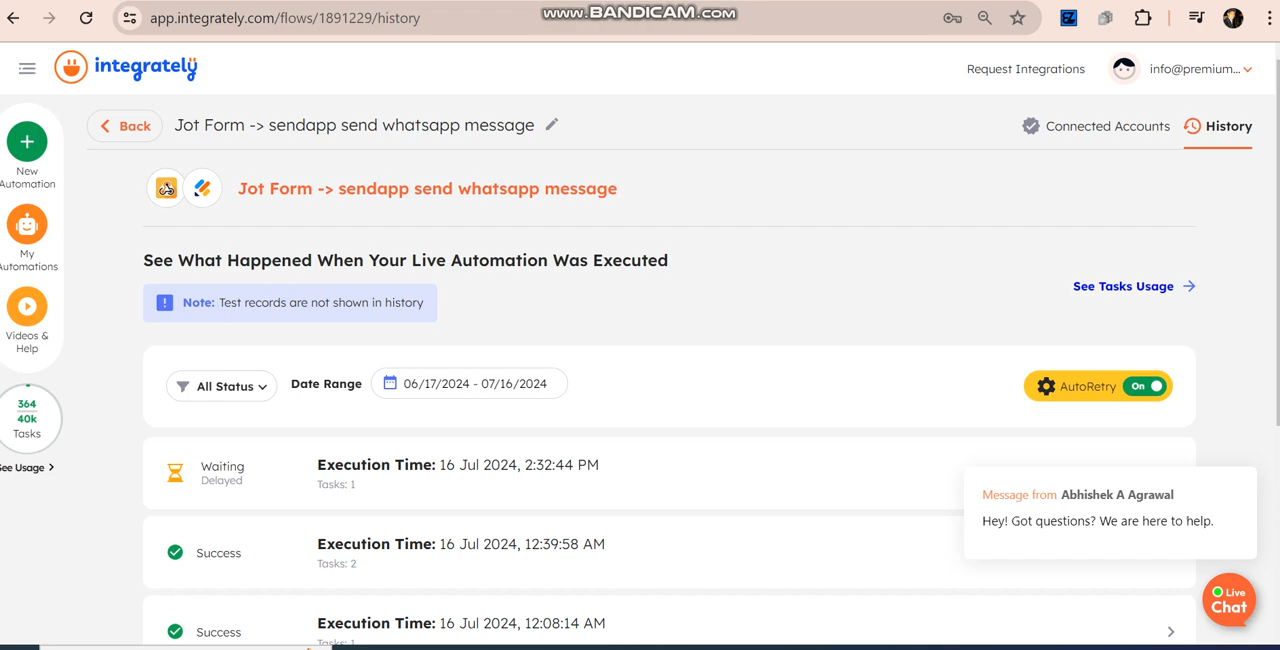 app.integrately.com/flows/1891229/history
www.BANDICAM.com
integrately
Request Integrations
info@premium...
Back
Jot Form -> sendapp send whatsapp message
Connected Accounts
History
New
Automation
My
Automations
Videos &
Help
364
40k
Tasks
See Usage >
Jot Form -> sendapp send whatsapp message
See What Happened When Your Live Automation Was Executed
! Note: Test records are not shown in history
See Tasks Usage
All Status
Date Range
06/17/2024 - 07/16/2024
AutoRetry On
Waiting
Delayed
Execution Time: 16 Jul 2024, 2:32:44 PM
Tasks: 1
Message from Abhishek A Agrawal
Hey! Got questions? We are here to help.
Success
Execution Time: 16 Jul 2024, 12:39:58 AM
Tasks: 2
Success
Execution Time: 16 Jul 2024, 12:08:14 AM
Tasks: 1
Live
Chat